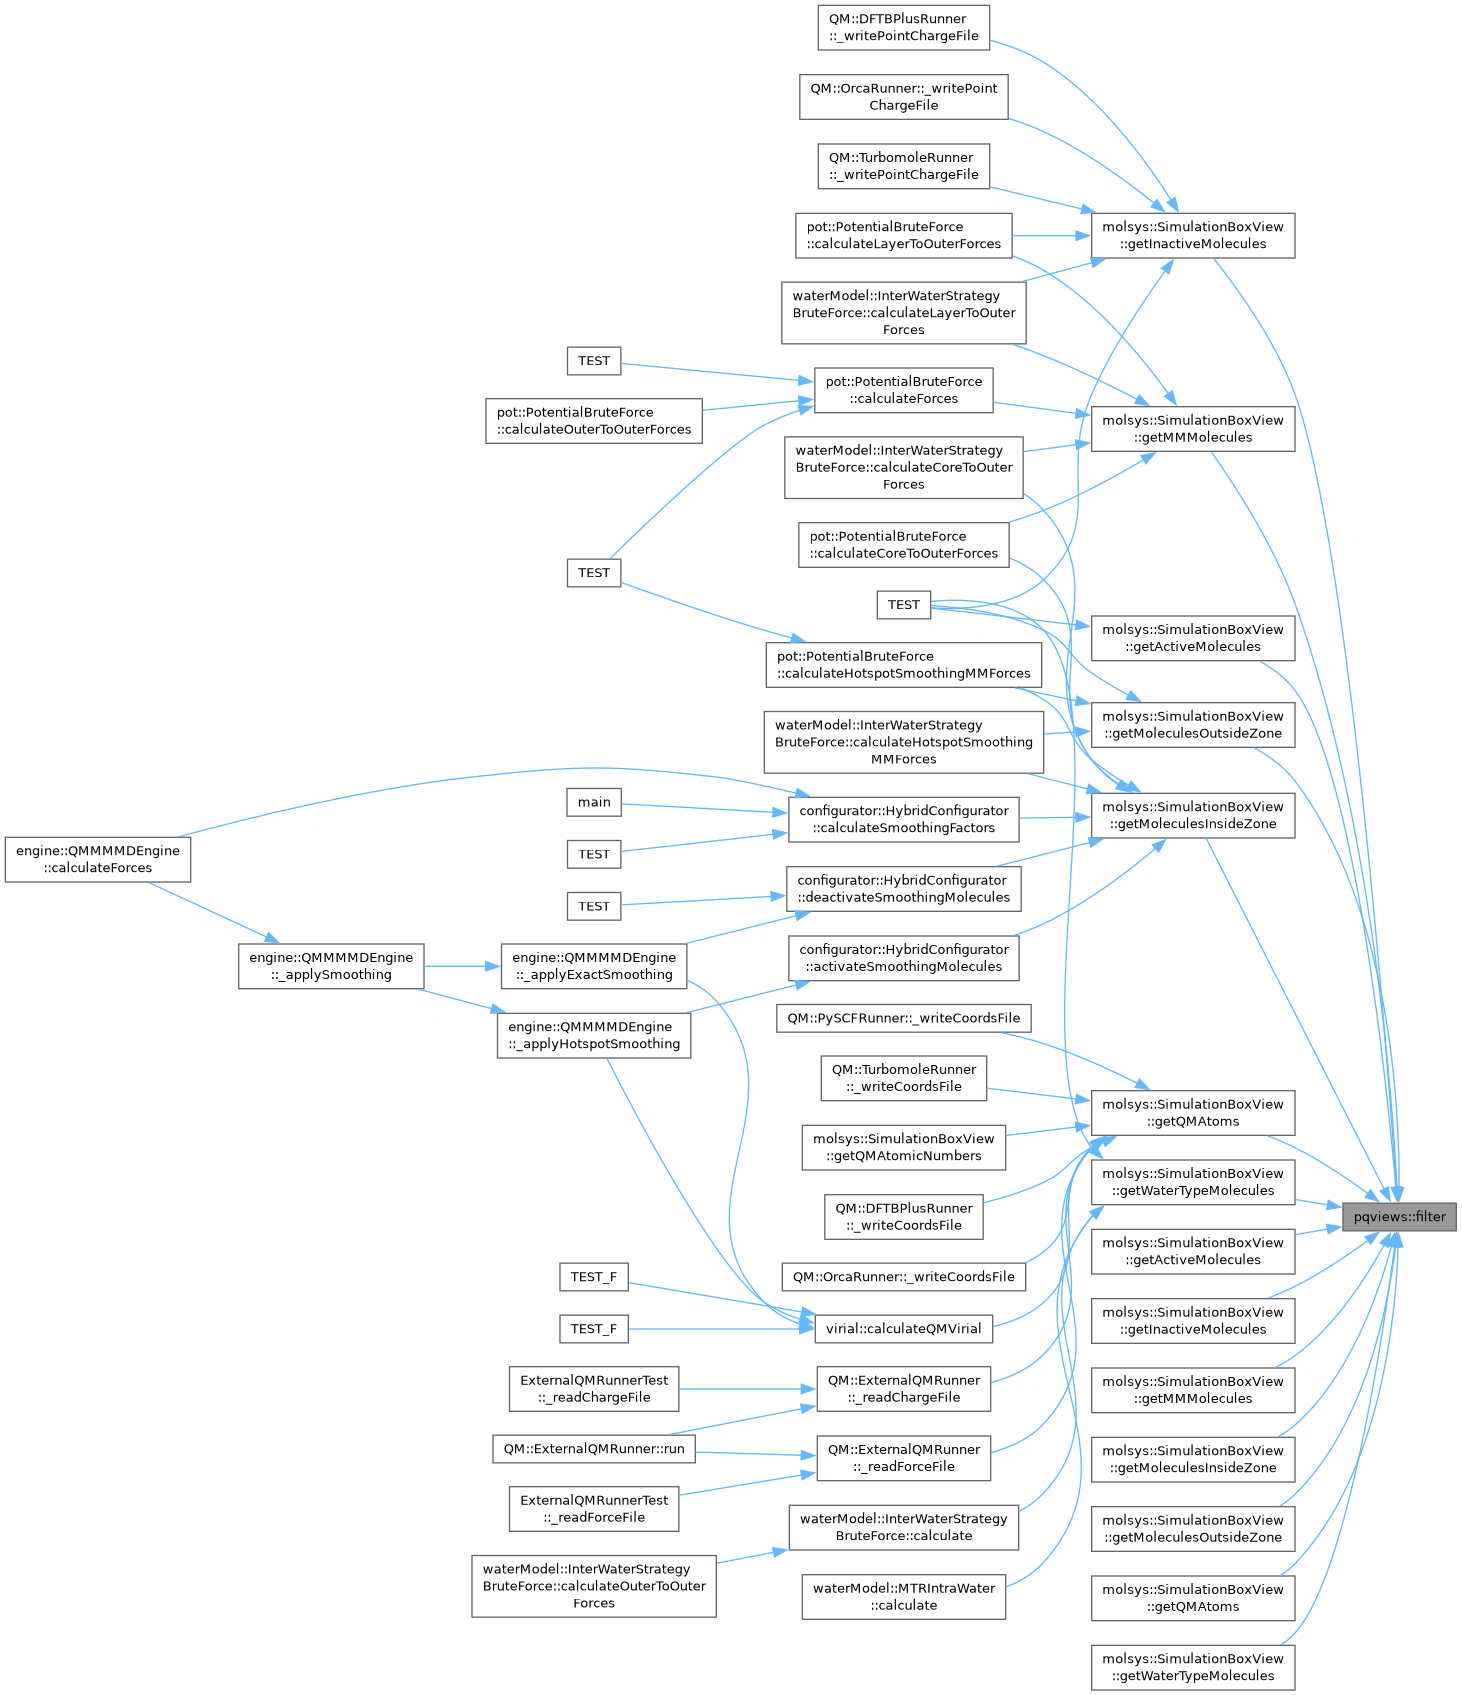 QM::DFTBPlusRunner
::_writePointChargeFile
QM::OrcaRunner::_writePoint
ChargeFile
QM::TurbomoleRunner
::_writePointChargeFile
pot::PotentialBruteForce
::calculateLayerToOuterForces
molsys::SimulationBoxView
::getInactiveMolecules
waterModel::InterWaterStrategy
BruteForce::calculateLayerToOuter
Forces
TEST
pot::PotentialBruteForce
::calculateForces
pot::PotentialBruteForce
::calculateOuterToOuterForces
molsys::SimulationBoxView
::getMMMolecules
waterModel::InterWaterStrategy
BruteForce::calculateCoreToOuter
Forces
pot::PotentialBruteForce
::calculateCoreToOuterForces
TEST
TEST
molsys::SimulationBoxView
::getActiveMolecules
pot::PotentialBruteForce
::calculateHotspotSmoothingMMForces
molsys::SimulationBoxView
::getMoleculesOutsideZone
waterModel::InterWaterStrategy
BruteForce::calculateHotspotSmoothing
MMForces
main
configurator::HybridConfigurator
::calculateSmoothingFactors
molsys::SimulationBoxView
::getMoleculesInsideZone
engine::QMMMMDEngine
::calculateForces
TEST
configurator::HybridConfigurator
::deactivateSmoothingMolecules
TEST
engine::QMMMMDEngine
::_applySmoothing
engine::QMMMMDEngine
::_applyExactSmoothing
configurator::HybridConfigurator
::activateSmoothingMolecules
engine::QMMMMDEngine
::_applyHotspotSmoothing
QM::PySCFRunner::_writeCoordsFile
QM::TurbomoleRunner
::_writeCoordsFile
molsys::SimulationBoxView
::getQMAtoms
molsys::SimulationBoxView
::getQMAtomicNumbers
molsys::SimulationBoxView
::getWaterTypeMolecules
QM::DFTBPlusRunner
::_writeCoordsFile
pqviews::filter
molsys::SimulationBoxView
::getActiveMolecules
QM::OrcaRunner::_writeCoordsFile
TEST_F
molsys::SimulationBoxView
::getInactiveMolecules
TEST_F
virial::calculateQMVirial
ExternalQMRunnerTest
::_readChargeFile
QM::ExternalQMRunner
::_readChargeFile
molsys::SimulationBoxView
::getMMMolecules
QM::ExternalQMRunner::run
QM::ExternalQMRunner
::_readForceFile
molsys::SimulationBoxView
::getMoleculesInsideZone
ExternalQMRunnerTest
::_readForceFile
waterModel::InterWaterStrategy
BruteForce::calculate
molsys::SimulationBoxView
::getMoleculesOutsideZone
waterModel::InterWaterStrategy
BruteForce::calculateOuterToOuter
Forces
waterModel::MTRIntraWater
::calculate
molsys::SimulationBoxView
::getQMAtoms
molsys::SimulationBoxView
::getWaterTypeMolecules